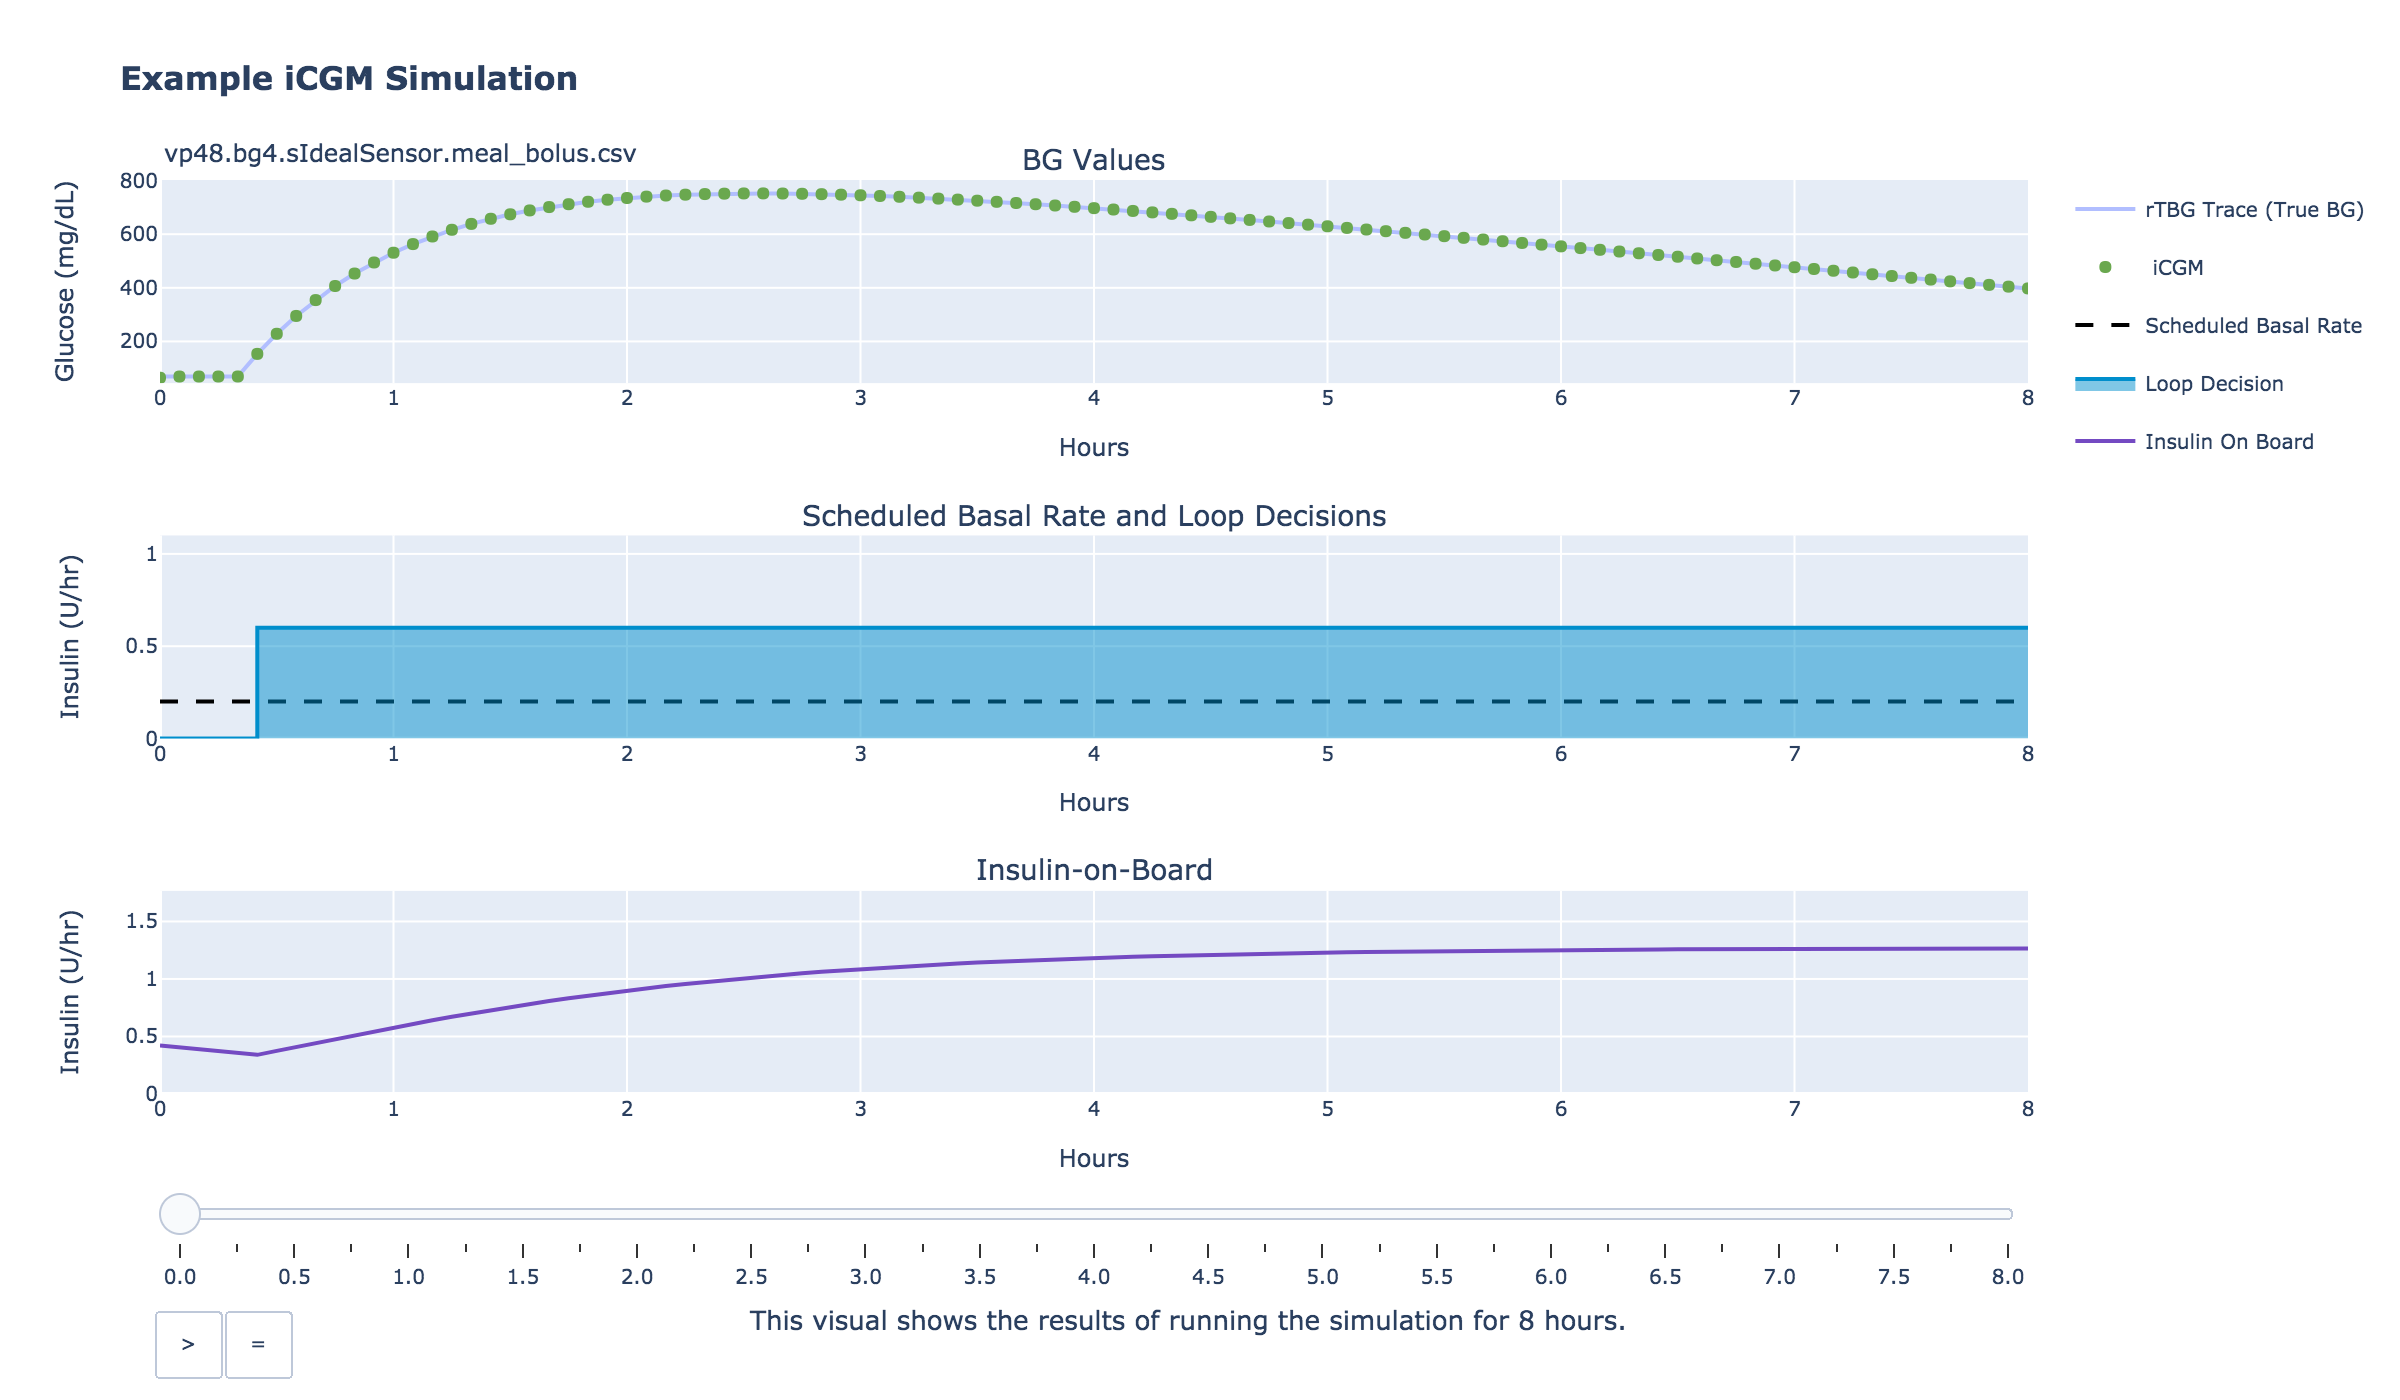 Example iCGM Simulation
vp48.bg4.sIdealSensor.meal_bolus.csv
BG Values
Glucose (mg/dL)
800
600
400
200
0 1 2 3 4 5 6 7 8
Hours
rTBG Trace (True BG)
iCGM
Scheduled Basal Rate
Loop Decision
Insulin On Board
Scheduled Basal Rate and Loop Decisions
Insulin (U/hr)
1
0.5
0
0 1 2 3 4 5 6 7 8
Hours
Insulin-on-Board
Insulin (U/hr)
1.5
1
0.5
0
0 1 2 3 4 5 6 7 8
Hours
0.0 0.5 1.0 1.5 2.0 2.5 3.0 3.5 4.0 4.5 5.0 5.5 6.0 6.5 7.0 7.5 8.0
This visual shows the results of running the simulation for 8 hours.
> =